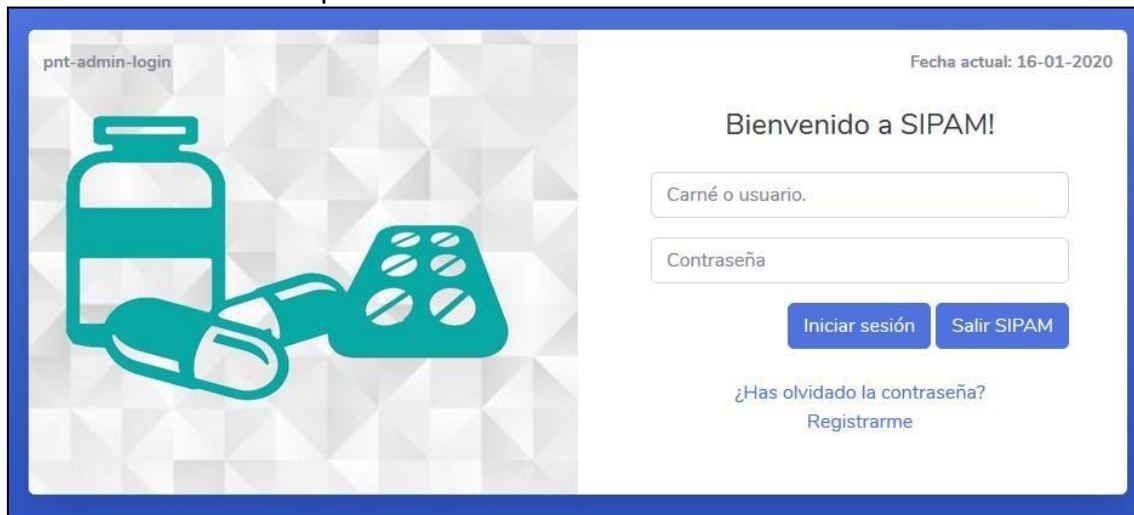 pnt-admin-login
Fecha actual: 16-01-2020
Bienvenido a SIPAM!
Carné o usuario.
Contraseña
Iniciar sesión
Salir SIPAM
¿Has olvidado la contraseña?
Registrarme